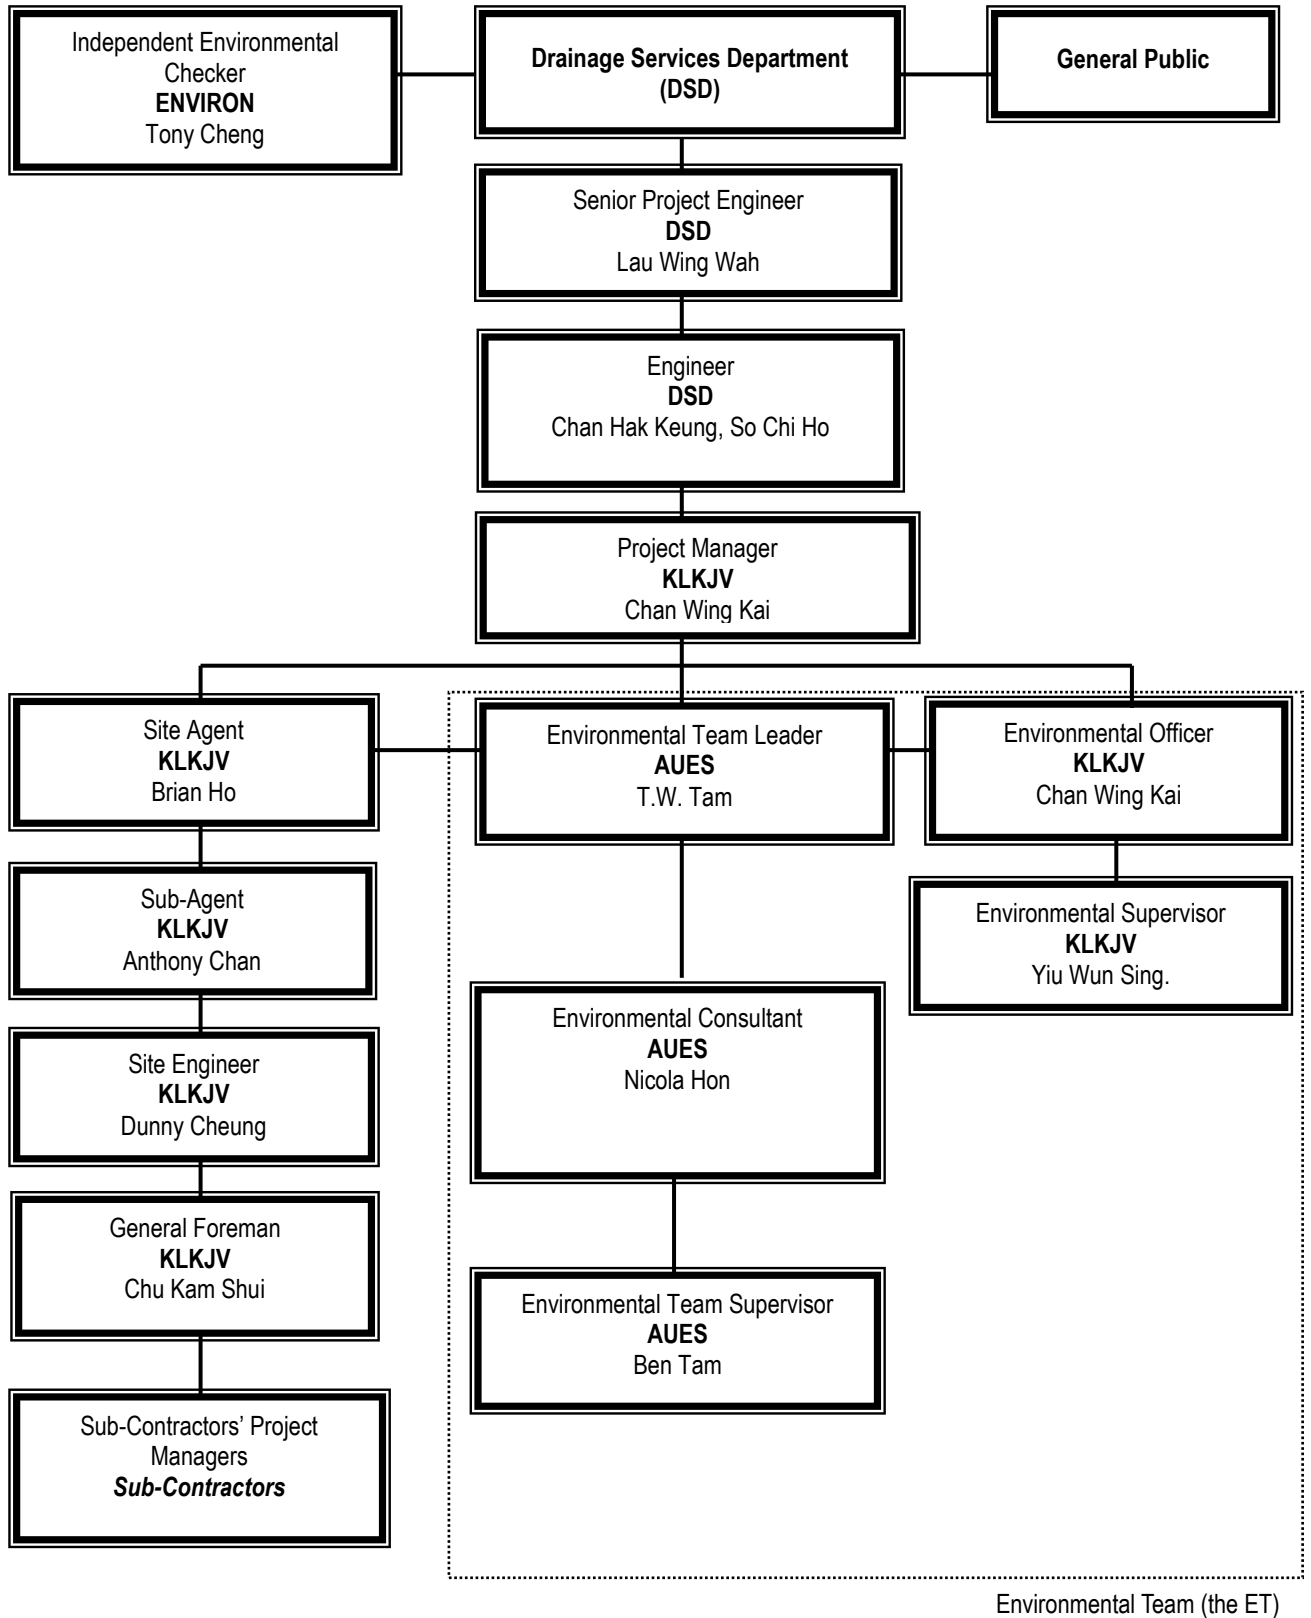 Independent Environmental
Checker
ENVIRON
Tony Cheng
Drainage Services Department
(DSD)
General Public
Senior Project Engineer
DSD
Lau Wing Wah
Engineer
DSD
Chan Hak Keung, So Chi Ho
Project Manager
KLKJV
Chan Wing Kai
Site Agent
KLKJV
Brian Ho
Environmental Team Leader
AUES
T.W. Tam
Environmental Officer
KLKJV
Chan Wing Kai
Sub-Agent
KLKJV
Anthony Chan
Environmental Supervisor
KLKJV
Yiu Wun Sing.
Environmental Consultant
AUES
Nicola Hon
Site Engineer
KLKJV
Dunny Cheung
General Foreman
KLKJV
Chu Kam Shui
Environmental Team Supervisor
AUES
Ben Tam
Sub-Contractors’ Project
Managers
Sub-Contractors
Environmental Team (the ET)